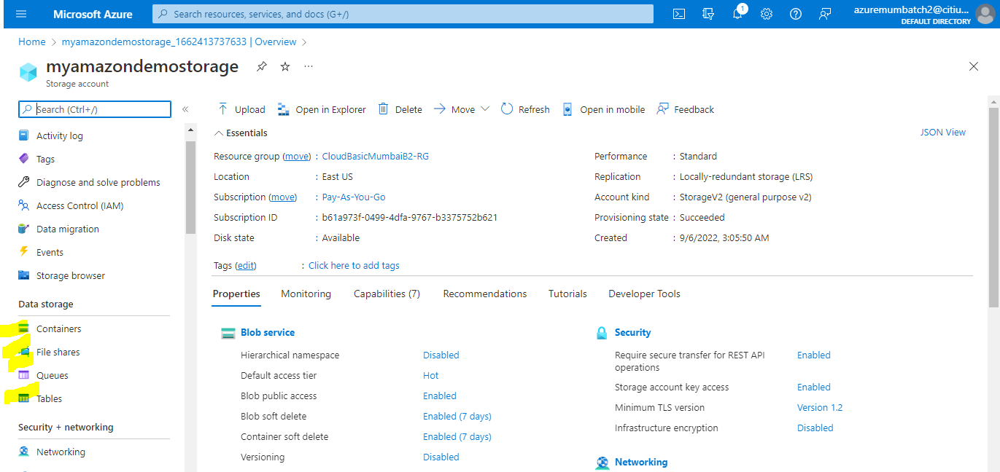 Microsoft Azure
Search resources, services, and docs (G+/)
1
azuremumbatch2@citiu...
DEFAULT DIRECTORY
Home > myamazondemostorage_1662413737633 | Overview >
myamazondemostorage
...
Storage account
Search (Ctrl+/)
«
Activity log
Tags
Diagnose and solve problems
Access Control (IAM)
Data migration
Events
Storage browser
Data storage
Containers
File shares
Queues
Tables
Security + networking
Networking
Upload Open in Explorer Delete Move Refresh Open in mobile Feedback
Essentials
JSON View
Resource group (move) : CloudBasicMumbaiB2-RG
Location : East US
Subscription (move) : Pay-As-You-Go
Subscription ID : b61a973f-0499-4dfa-9767-b3375752b621
Disk state : Available
Performance : Standard
Replication : Locally-redundant storage (LRS)
Account kind : StorageV2 (general purpose v2)
Provisioning state : Succeeded
Created : 9/6/2022, 3:05:50 AM
Tags (edit) : Click here to add tags
Properties Monitoring Capabilities (7) Recommendations Tutorials Developer Tools
Blob service
Hierarchical namespace Disabled
Default access tier Hot
Blob public access Enabled
Blob soft delete Enabled (7 days)
Container soft delete Enabled (7 days)
Versioning Disabled
Security
Require secure transfer for REST API Enabled
operations
Storage account key access Enabled
Minimum TLS version Version 1.2
Infrastructure encryption Disabled
Networking